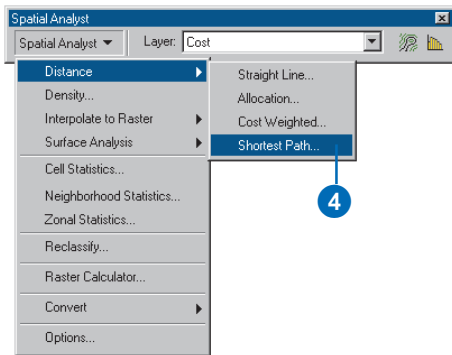 Spatial Analyst
Spatial Analyst Layer: Cost
Distance
Density...
Interpolate to Raster
Surface Analysis
Cell Statistics...
Neighborhood Statistics...
Zonal Statistics...
Reclassify...
Raster Calculator...
Convert
Options...
Straight Line...
Allocation...
Cost Weighted...
Shortest Path...
4